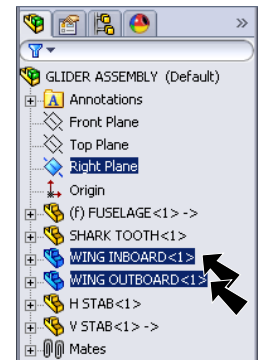 »
GLIDER ASSEMBLY (Default)
A Annotations
Front Plane
Top Plane
Right Plane
Origin
(f) FUSELAGE<1> ->
SHARK TOOTH<1>
WING INBOARD<1>
WING OUTBOARD<1>
H STAB<1>
V STAB<1> ->
Mates